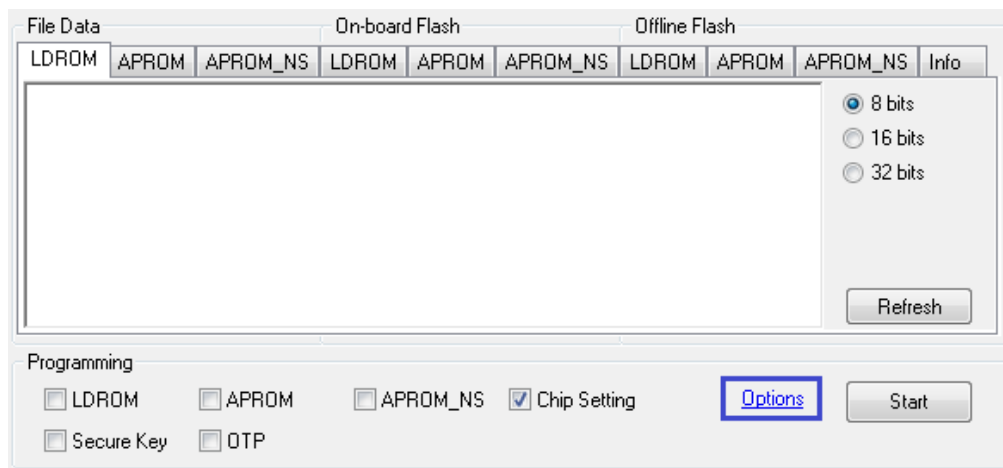 File Data On-board Flash Offline Flash
LDROM APROM APROM_NS LDROM APROM APROM_NS LDROM APROM APROM_NS Info
8 bits
16 bits
32 bits
Refresh
Programming
LDROM APROM APROM_NS Chip Setting Options Start
Secure Key OTP